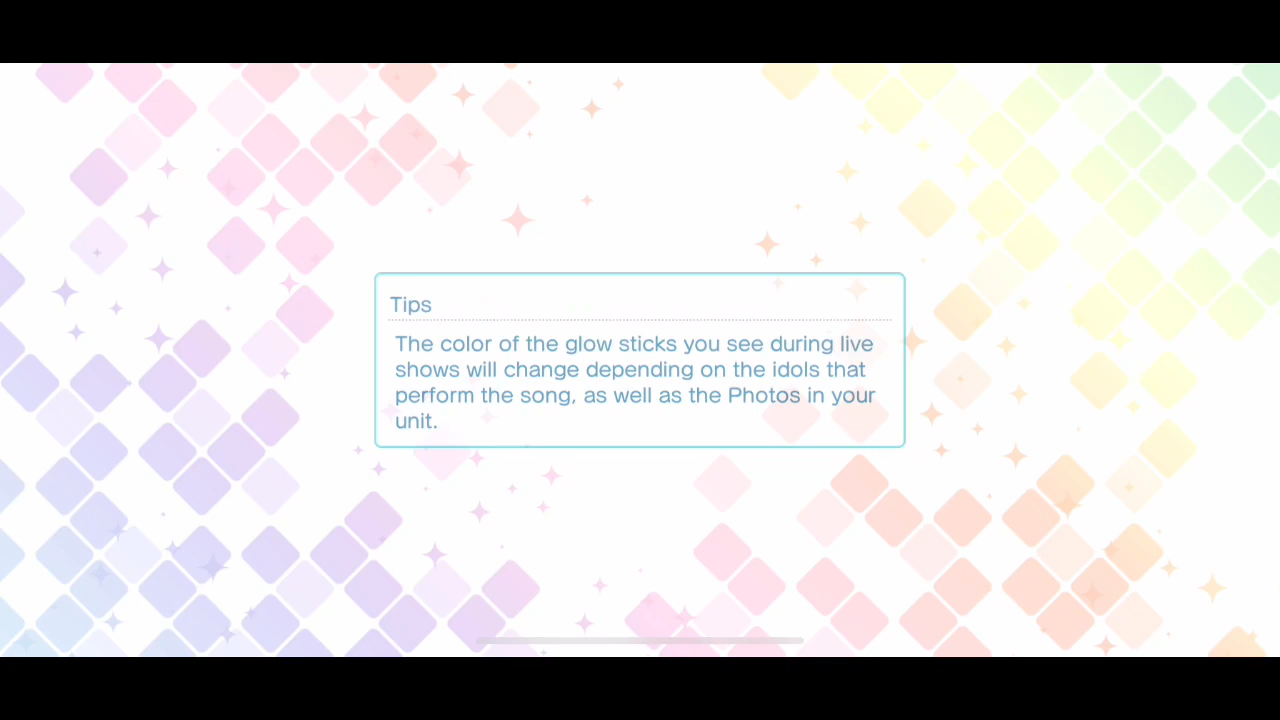 Tips
The color of the glow sticks you see during live
shows will change depending on the idols that
perform the song, as well as the Photos in your
unit.